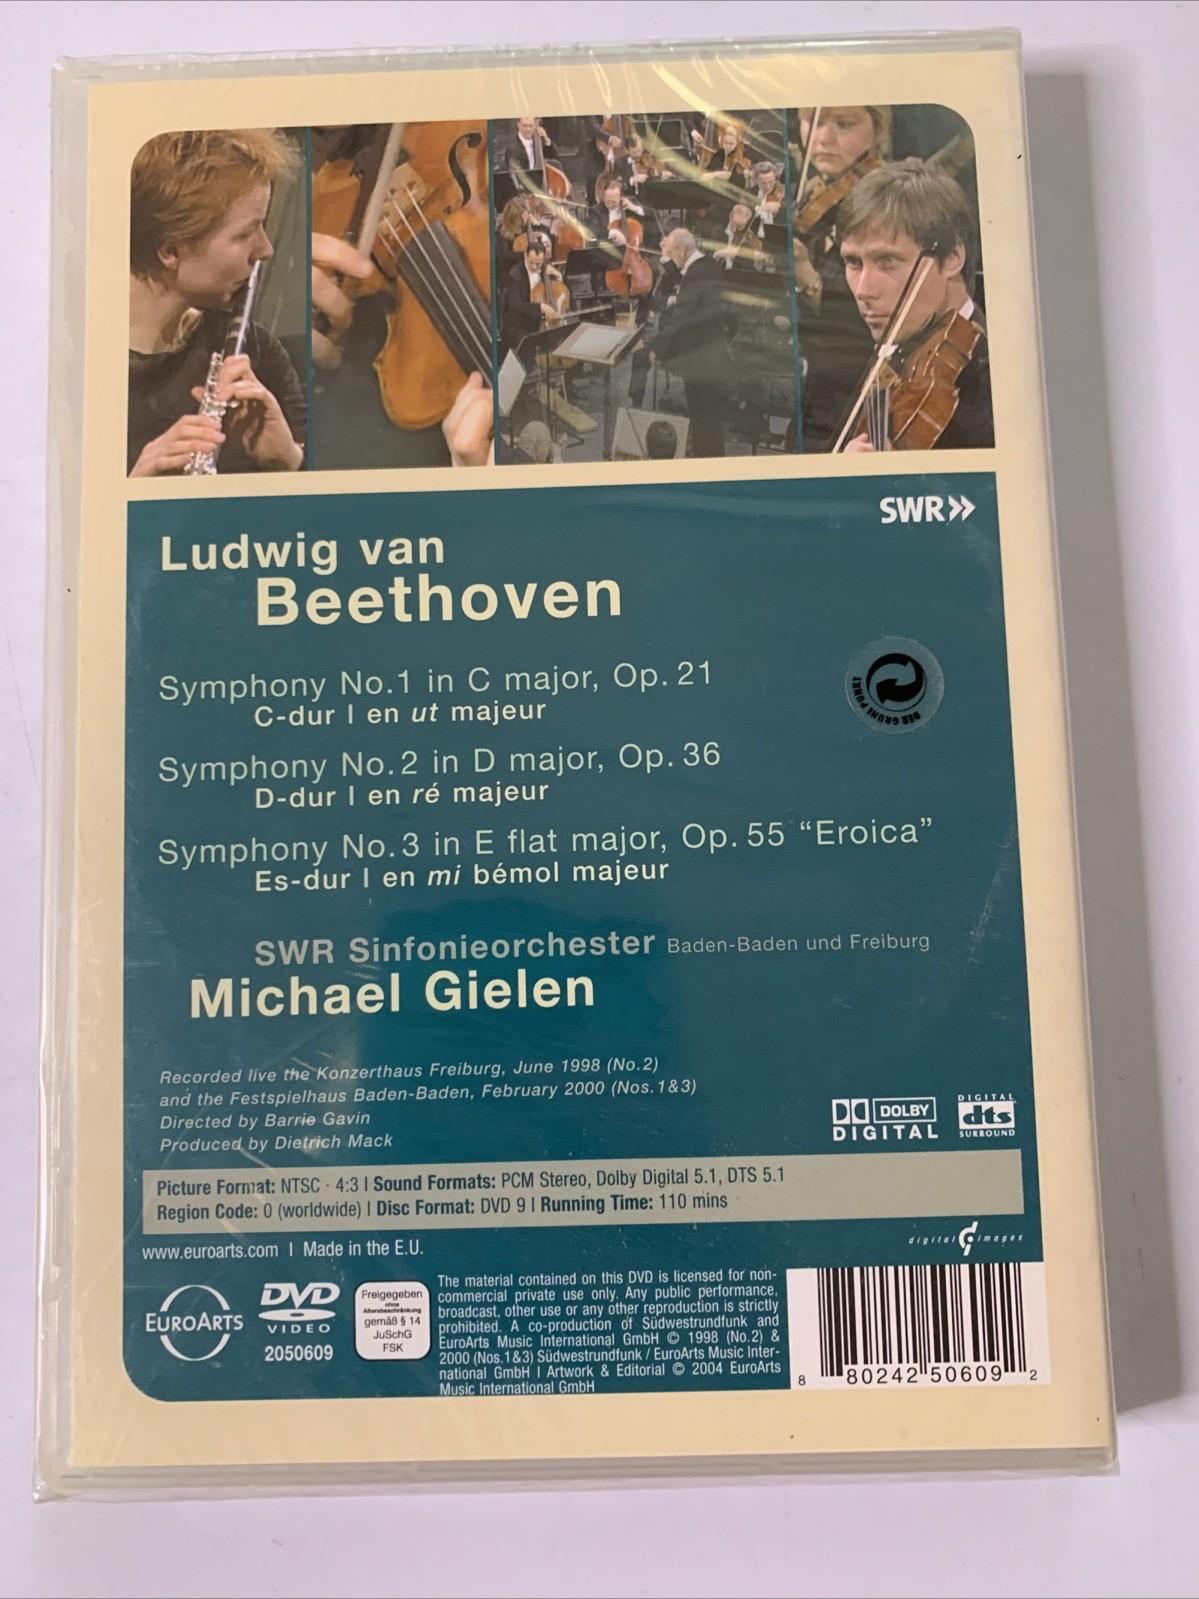 SWR»
Ludwig van
Beethoven
Symphony No.1 in C major, Op. 21
C-dur | en ut majeur
DER GRÜNE PUNKT
Symphony No.2 in D major, Op. 36
D-dur | en ré majeur
Symphony No.3 in E flat major, Op. 55 “Eroica”
Es-dur | en mi bémol majeur
SWR Sinfonieorchester Baden-Baden und Freiburg
Michael Gielen
Recorded live the Konzerthaus Freiburg, June 1998 (No.2)
and the Festspielhaus Baden-Baden, February 2000 (Nos.1&3)
Directed by Barrie Gavin
Produced by Dietrich Mack
DOLBY
DIGITAL
DIGITAL
dts
SURROUND
Picture Format: NTSC · 4:3 | Sound Formats: PCM Stereo, Dolby Digital 5.1, DTS 5.1
Region Code: 0 (worldwide) | Disc Format: DVD 9 | Running Time: 110 mins
www.euroarts.com | Made in the E.U.
digital images
EUROARTS
DVD
VIDEO
2050609
Freigegeben
ohne
Altersbeschränkung
gemäß § 14
JuSchG
FSK
The material contained on this DVD is licensed for non-
commercial private use only. Any public performance,
broadcast, other use or any other reproduction is strictly
prohibited. A co-production of Südwestrundfunk and
EuroArts Music International GmbH © 1998 (No.2) &
2000 (Nos.1&3) Südwestrundfunk / EuroArts Music Inter-
national GmbH | Artwork & Editorial © 2004 EuroArts
Music International GmbH
8 80242 50609 2